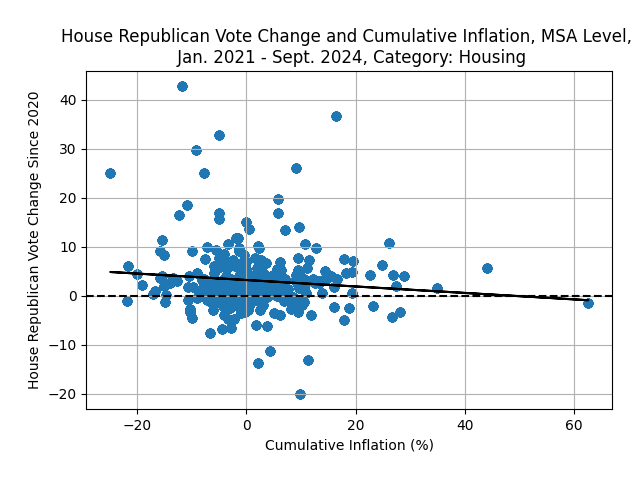 House Republican Vote Change and Cumulative Inflation, MSA Level,
Jan. 2021 - Sept. 2024, Category: Housing
House Republican Vote Change Since 2020
40
30
20
10
0
−10
−20
−20 0 20 40 60
Cumulative Inflation (%)